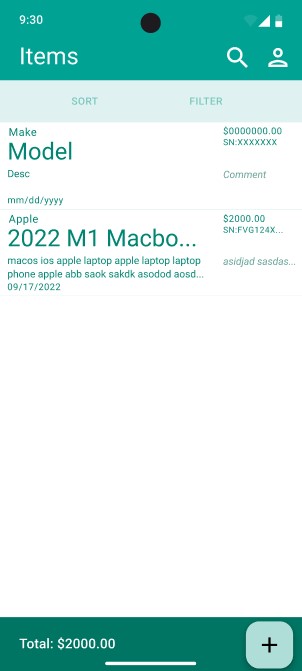 9:30
Items
SORT FILTER
Make
$0000000.00
Model
SN:XXXXXXX
Desc
Comment
mm/dd/yyyy
Apple
$2000.00
2022 M1 Macbo...
SN:FVG124X...
macos ios apple laptop apple laptop laptop
asidjad sasdas...
phone apple abb saok sakdk asodod aosd...
09/17/2022
Total: $2000.00
+